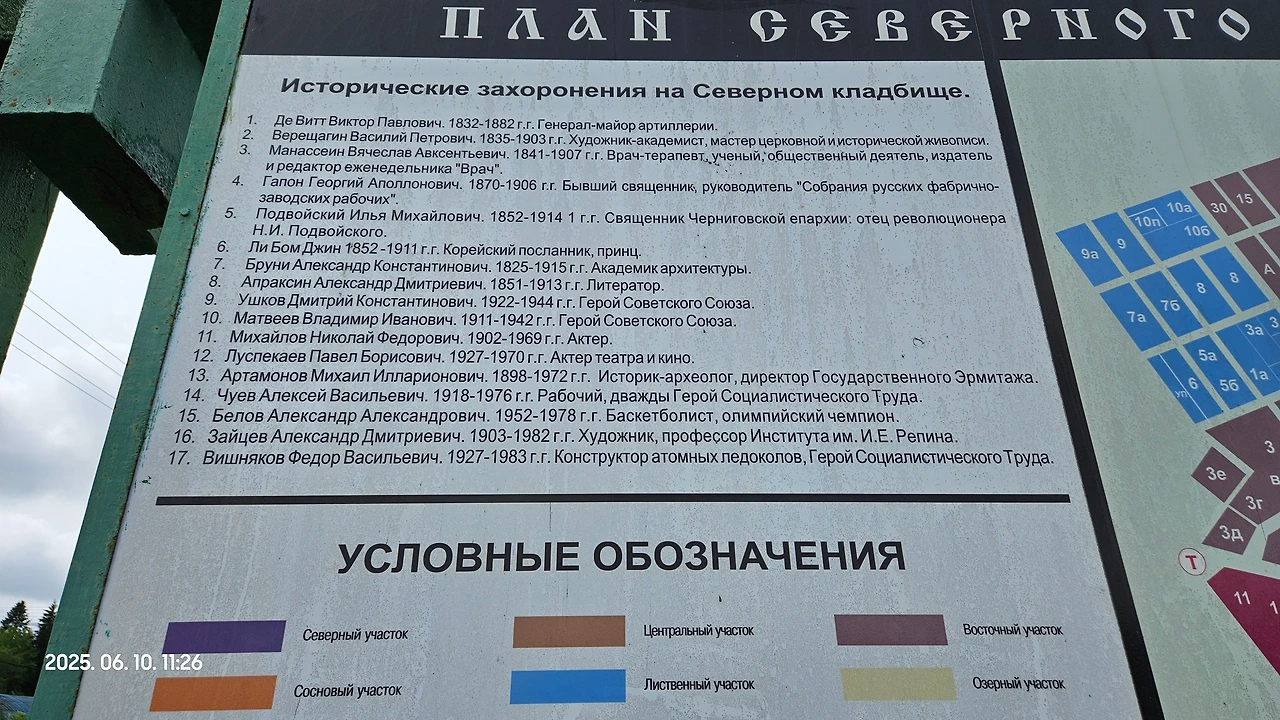 ПЛАН СЕВЕРНОГО
Исторические захоронения на Северном кладбище.
1. Де Витт Виктор Павлович. 1832-1882 г.г. Генерал-майор артиллерии.
2. Верещагин Василий Петрович. 1835-1903 г.г. Художник-академист, мастер церковной и исторической живописи.
3. Манассеин Вячеслав Авксентьевич. 1841-1907 г.г. Врач-терапевт, ученый, общественный деятель, издатель
и редактор еженедельника "Врач".
4. Гапон Георгий Аполлонович. 1870-1906 г.г. Бывший священник, руководитель "Собрания русских фабрично-
заводских рабочих".
5. Подвойский Илья Михайлович. 1852-1914 1 г.г. Священник Черниговской епархии: отец революционера
Н.И. Подвойского.
6. Ли Бом Джин 1852-1911 г.г. Корейский посланник, принц.
7. Бруни Александр Константинович. 1825-1915 г.г. Академик архитектуры.
8. Апраксин Александр Дмитриевич. 1851-1913 г.г. Литератор.
9. Ушков Дмитрий Константинович. 1922-1944 г.г. Герой Советского Союза.
10. Матвеев Владимир Иванович. 1911-1942 г.г. Герой Советского Союза.
11. Михайлов Николай Федорович. 1902-1969 г.г. Актер.
12. Луспекаев Павел Борисович. 1927-1970 г.г. Актер театра и кино.
13. Артамонов Михаил Илларионович. 1898-1972 г.г. Историк-археолог, директор Государственного Эрмитажа.
14. Чуев Алексей Васильевич. 1918-1976 г.г. Рабочий, дважды Герой Социалистического Труда.
15. Белов Александр Александрович. 1952-1978 г.г. Баскетболист, олимпийский чемпион.
16. Зайцев Александр Дмитриевич. 1903-1982 г.г. Художник, профессор Института им. И.Е. Репина.
17. Вишняков Федор Васильевич. 1927-1983 г.г. Конструктор атомных ледоколов, Герой Социалистического Труда.
УСЛОВНЫЕ ОБОЗНАЧЕНИЯ
Северный участок
Центральный участок
Восточный участок
Сосновый участок
Лиственный участок
Озерный участок
10а 30 15
10п
9а 9 10б
А
7а 7б 8 8
3а 3
5а 1а
уп 6 5б
3
3е в
3г
3д
Т
11 1
2025. 06. 10. 11:26